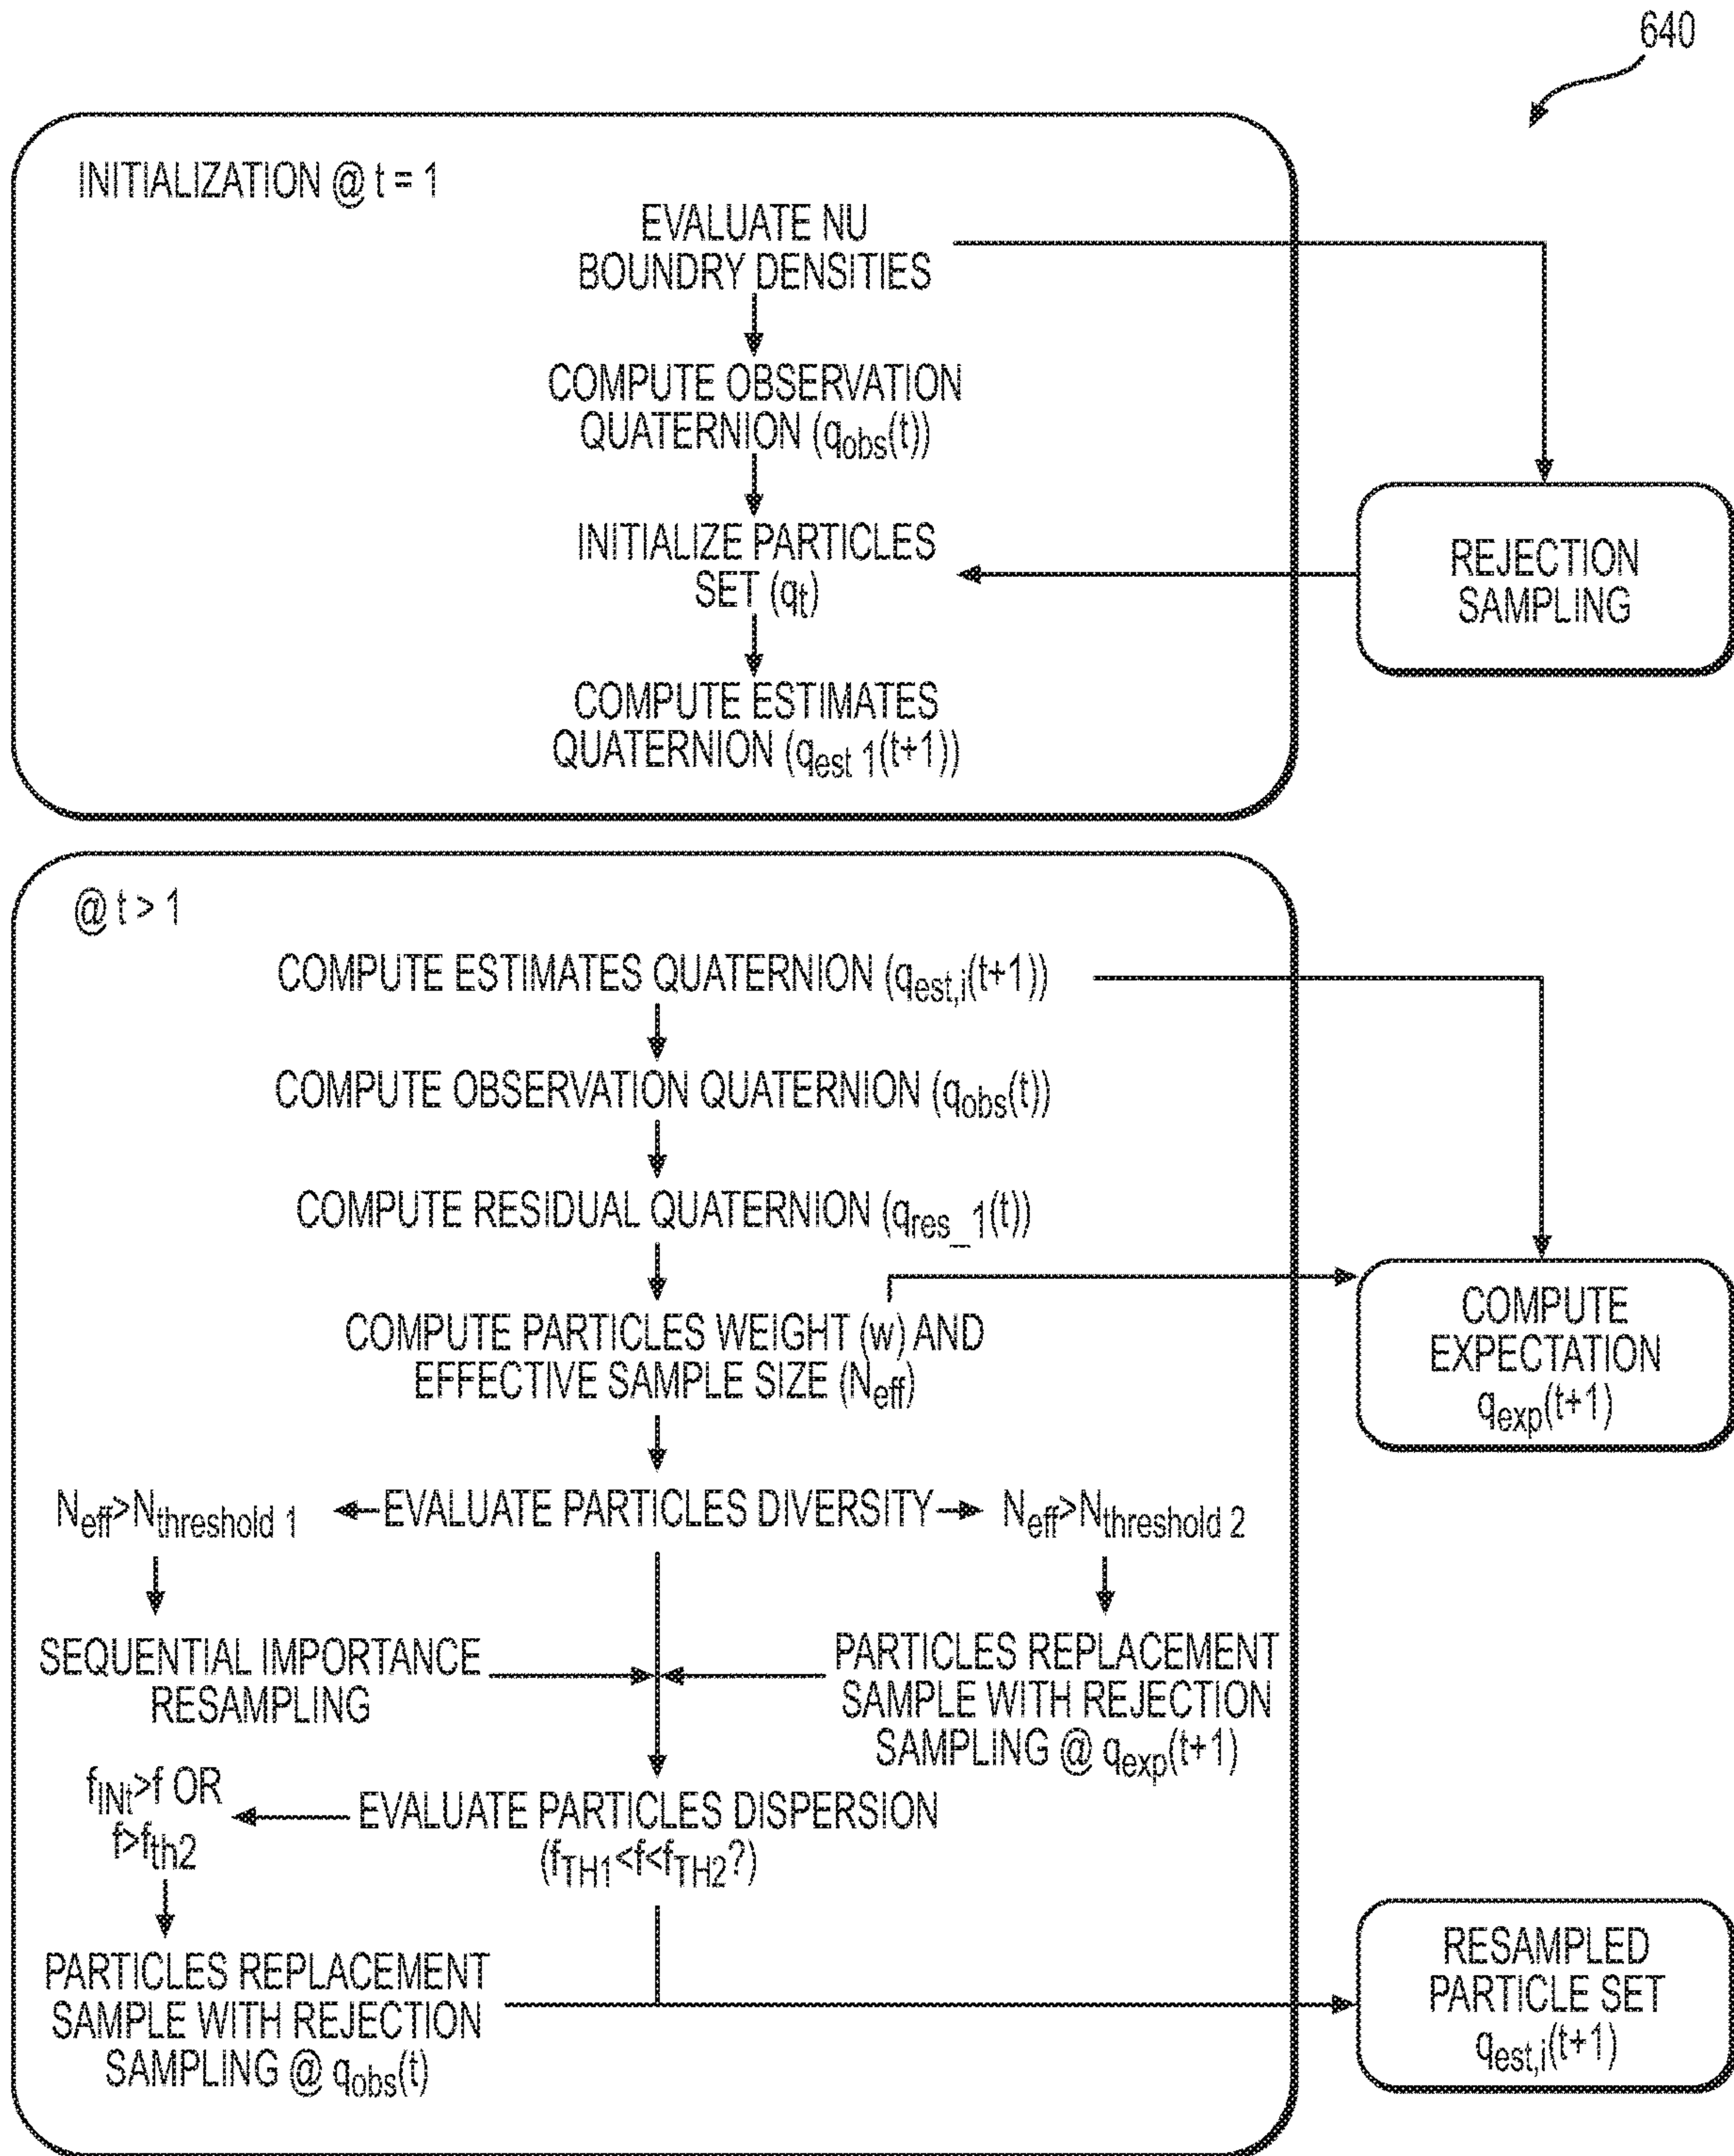 640
INITIALIZATION @ t = 1
EVALUATE NU
BOUNDRY DENSITIES
COMPUTE OBSERVATION
QUATERNION (qobs(t))
INITIALIZE PARTICLES
SET (qt)
REJECTION
SAMPLING
COMPUTE ESTIMATES
QUATERNION (qest 1(t+1))
@ t > 1
COMPUTE ESTIMATES QUATERNION (qest,i(t+1))
COMPUTE OBSERVATION QUATERNION (qobs(t))
COMPUTE RESIDUAL QUATERNION (qres_1(t))
COMPUTE PARTICLES WEIGHT (w) AND
EFFECTIVE SAMPLE SIZE (Neff)
COMPUTE
EXPECTATION
qexp(t+1)
Neff>Nthreshold 1
EVALUATE PARTICLES DIVERSITY
Neff>Nthreshold 2
SEQUENTIAL IMPORTANCE
RESAMPLING
PARTICLES REPLACEMENT
SAMPLE WITH REJECTION
SAMPLING @ qexp(t+1)
fINt>f OR
f>fth2
EVALUATE PARTICLES DISPERSION
(fTH1<f<fTH2?)
PARTICLES REPLACEMENT
SAMPLE WITH REJECTION
SAMPLING @ qobs(t)
RESAMPLED
PARTICLE SET
qest,i(t+1)